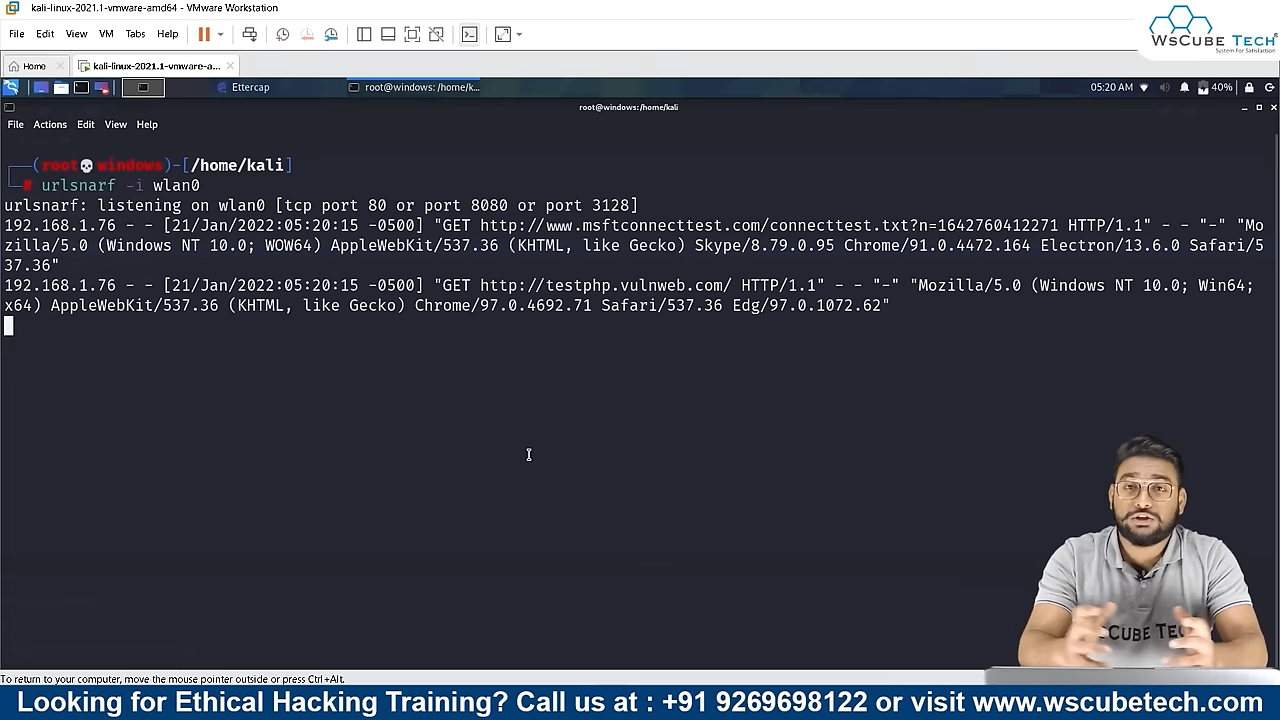 kali-linux-2021.1-vmware-amd64 - VMware Workstation
File Edit View VM Tabs Help
WSCUBE TECH
System For Satisfaction
Home
kali-linux-2021.1-vmware-a...
Ettercap
root@windows: /home/k...
05:20 AM
40%
root@windows:/home/kali
File Actions Edit View Help
(root💀windows)-[/home/kali]
# urlsnarf -i wlan0
urlsnarf: listening on wlan0 [tcp port 80 or port 8080 or port 3128]
192.168.1.76 - - [21/Jan/2022:05:20:15 -0500] "GET http://www.msftconnecttest.com/connecttest.txt?n=1642760412271 HTTP/1.1" - - "-" "Mo
zilla/5.0 (Windows NT 10.0; WOW64) AppleWebKit/537.36 (KHTML, like Gecko) Skype/8.79.0.95 Chrome/91.0.4472.164 Electron/13.6.0 Safari/5
37.36"
192.168.1.76 - - [21/Jan/2022:05:20:15 -0500] "GET http://testphp.vulnweb.com/ HTTP/1.1" - - "-" "Mozilla/5.0 (Windows NT 10.0; Win64;
x64) AppleWebKit/537.36 (KHTML, like Gecko) Chrome/97.0.4692.71 Safari/537.36 Edg/97.0.1072.62"
CUBE TEC
To return to your computer, move the mouse pointer outside or press Ctrl+Alt.
Looking for Ethical Hacking Training? Call us at : +91 9269698122 or visit www.wscubetech.com